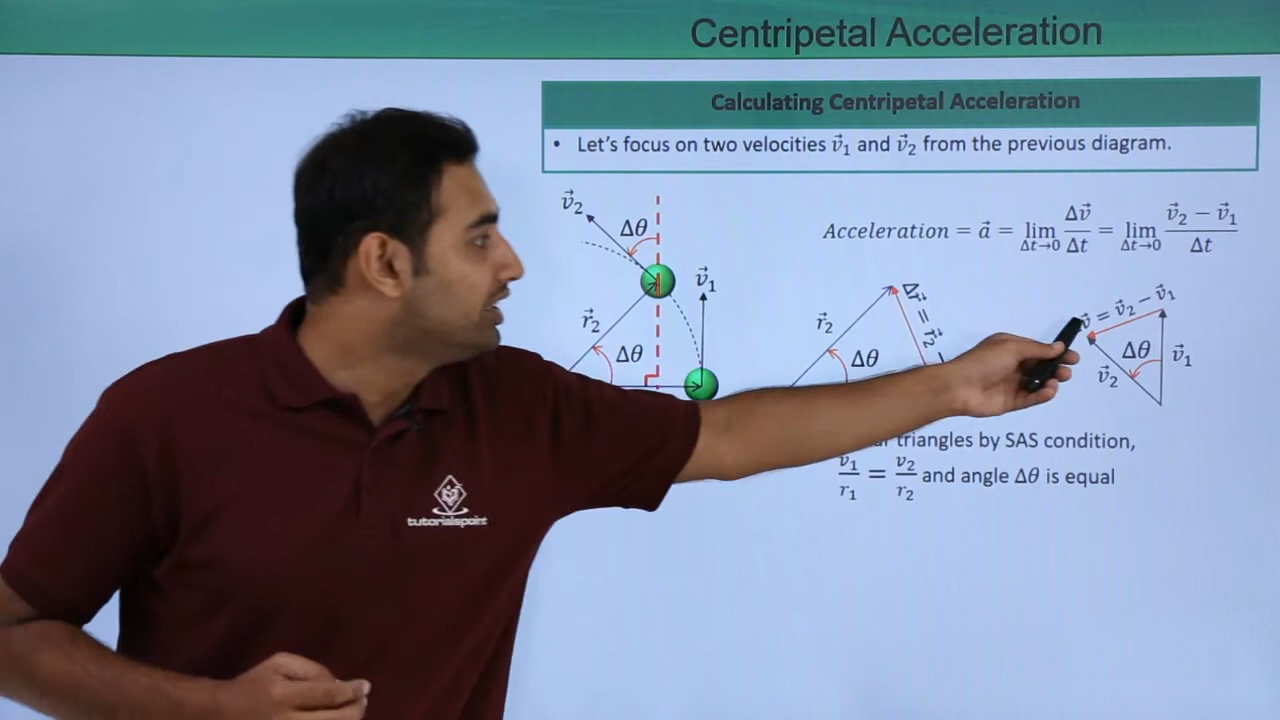 Centripetal Acceleration
Calculating Centripetal Acceleration
• Let's focus on two velocities v⃗₁ and v⃗₂ from the previous diagram.
Acceleration = a⃗ = lim Δt→0 Δv⃗/Δt = lim Δt→0 (v⃗₂ − v⃗₁)/Δt
v⃗₂
Δθ
v⃗₁
r⃗₂
Δθ
r⃗₂
Δθ
Δr⃗ = r⃗₂ −
v⃗ = v⃗₂ − v⃗₁
Δθ
v⃗₁
v⃗₂
triangles by SAS condition,
v₁/r₁ = v₂/r₂ and angle Δθ is equal
tutorialspoint